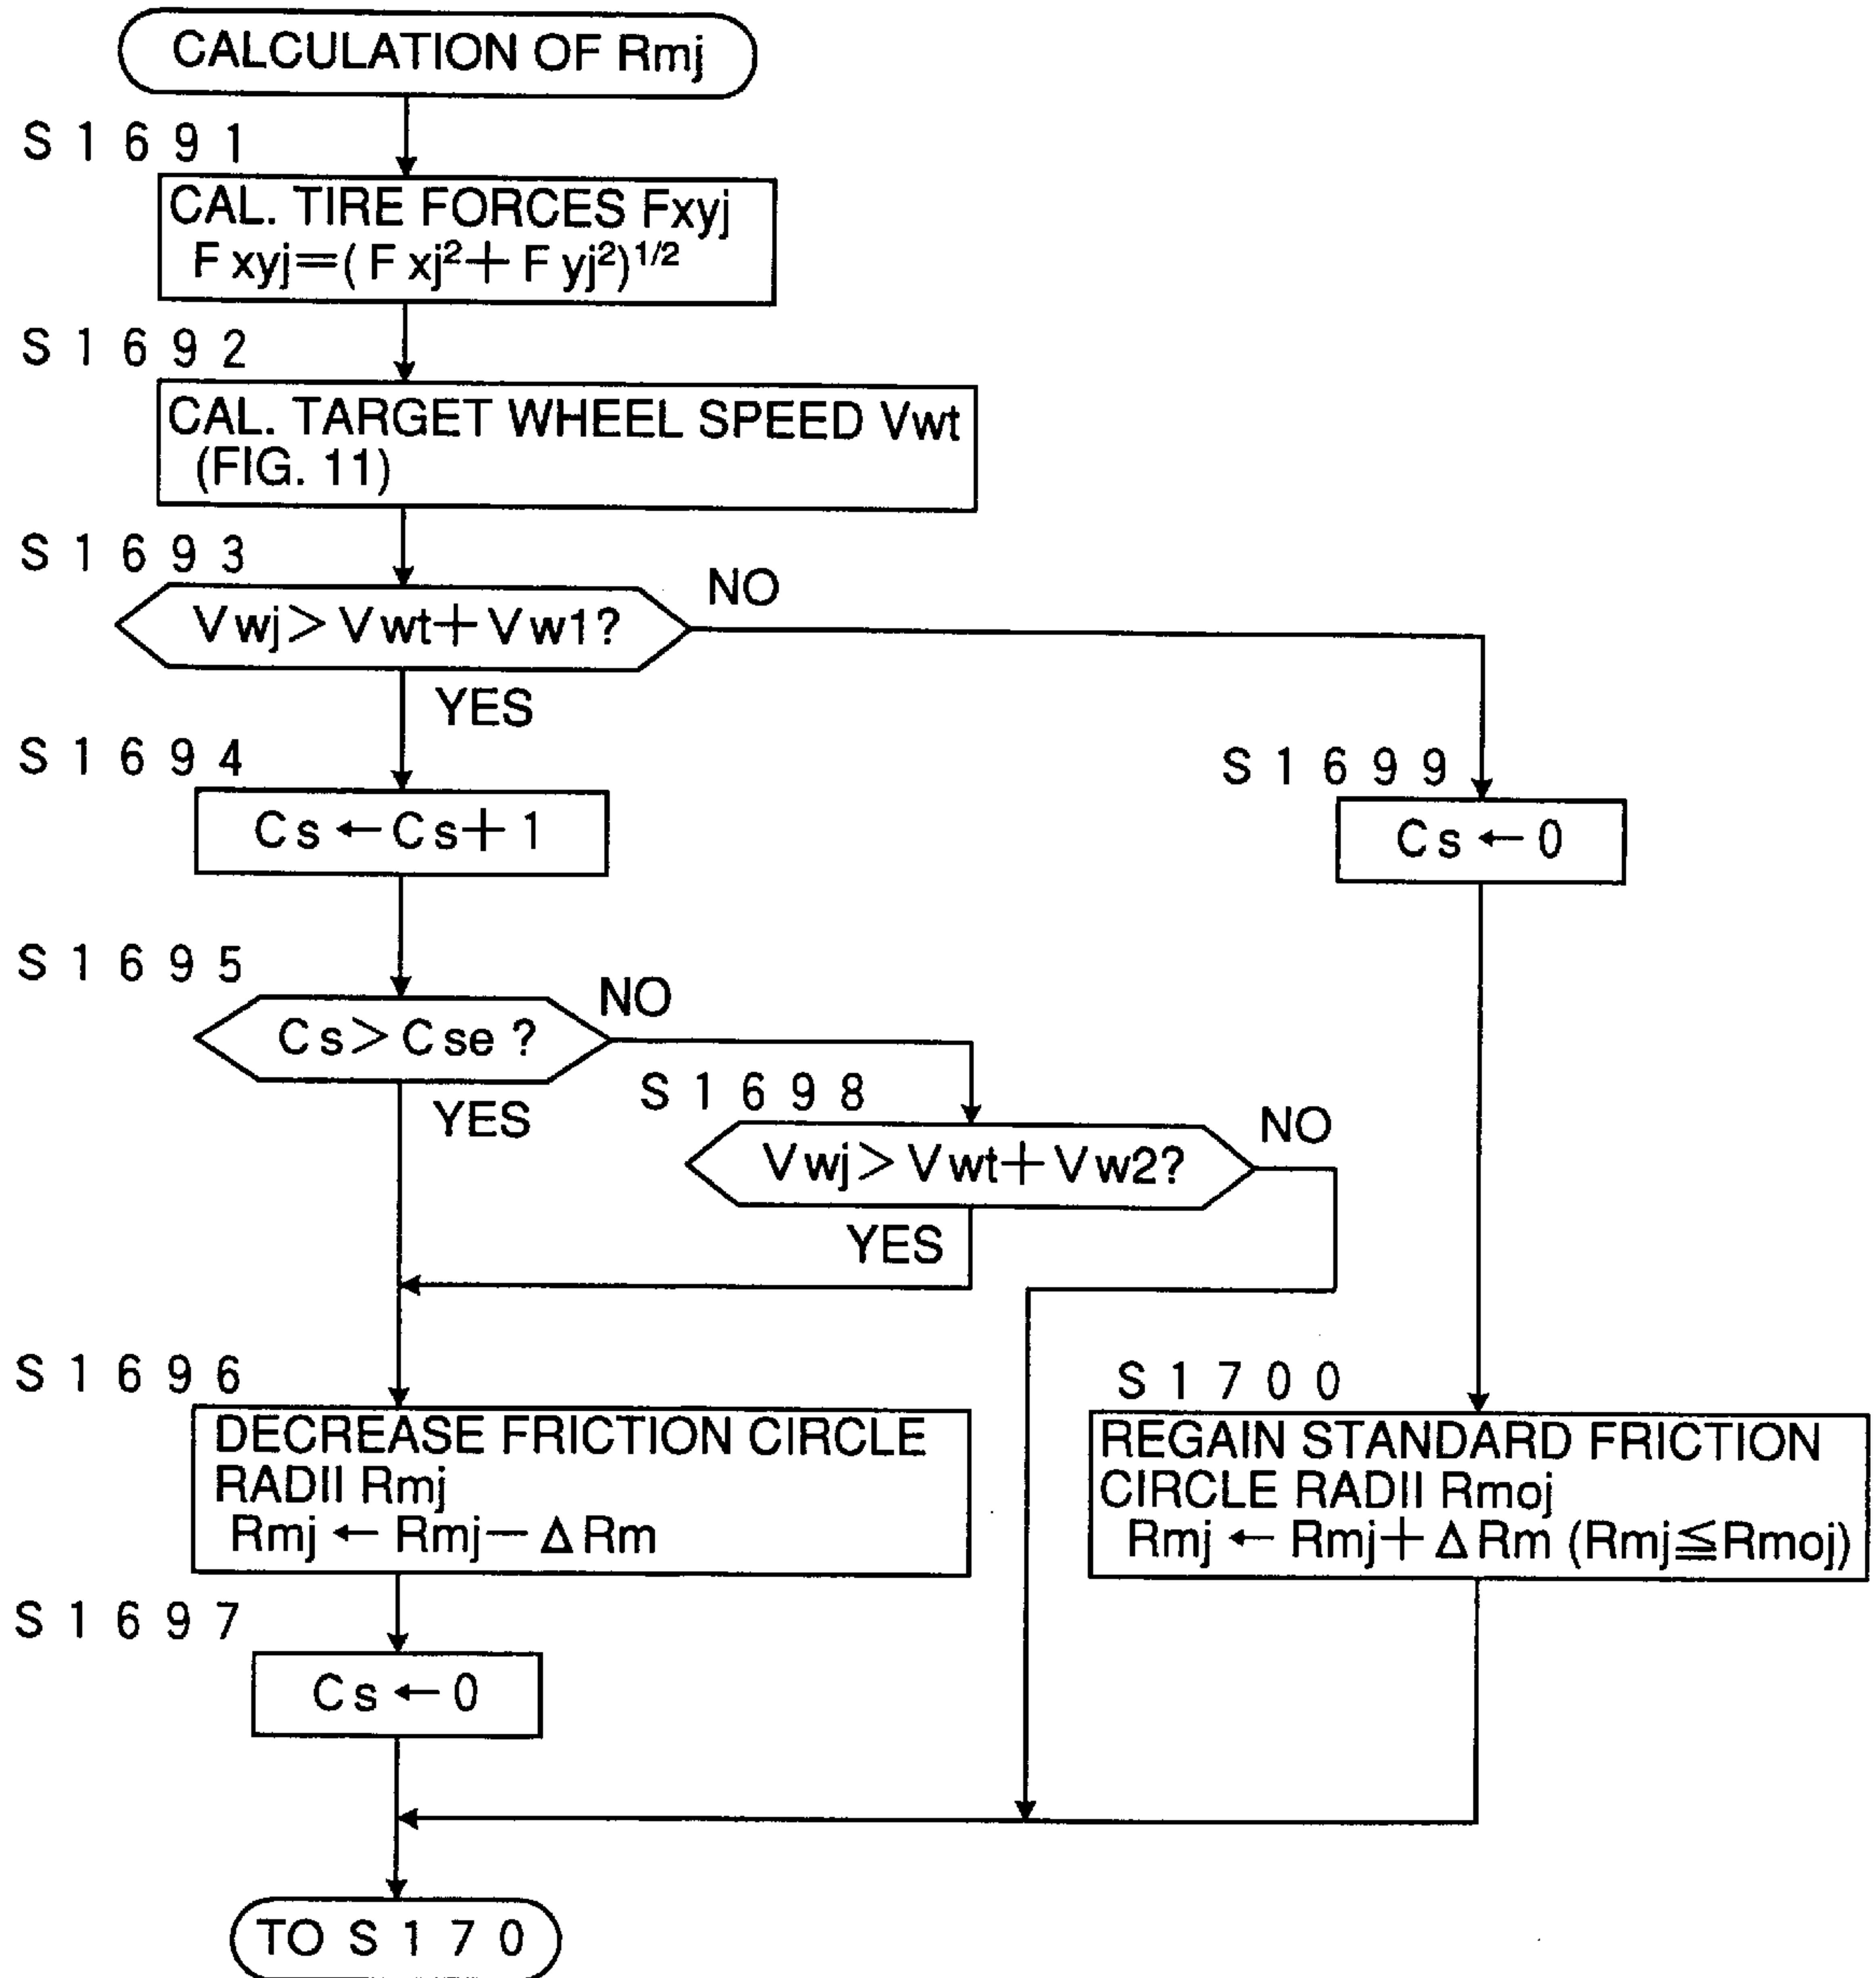 CALCULATION OF Rmj
S1691
CAL. TIRE FORCES Fxyj
Fxyj=(Fxj²+Fyj²)^1/2
S1692
CAL. TARGET WHEEL SPEED Vwt
(FIG. 11)
S1693
Vwj>Vwt+Vw1?
NO
YES
S1694
Cs←Cs+1
S1699
Cs←0
S1695
Cs>Cse?
NO
YES
S1698
Vwj>Vwt+Vw2?
NO
YES
S1696
DECREASE FRICTION CIRCLE
RADII Rmj
Rmj←Rmj−ΔRm
S1700
REGAIN STANDARD FRICTION
CIRCLE RADII Rmoj
Rmj←Rmj+ΔRm (Rmj≦Rmoj)
S1697
Cs←0
TO S170